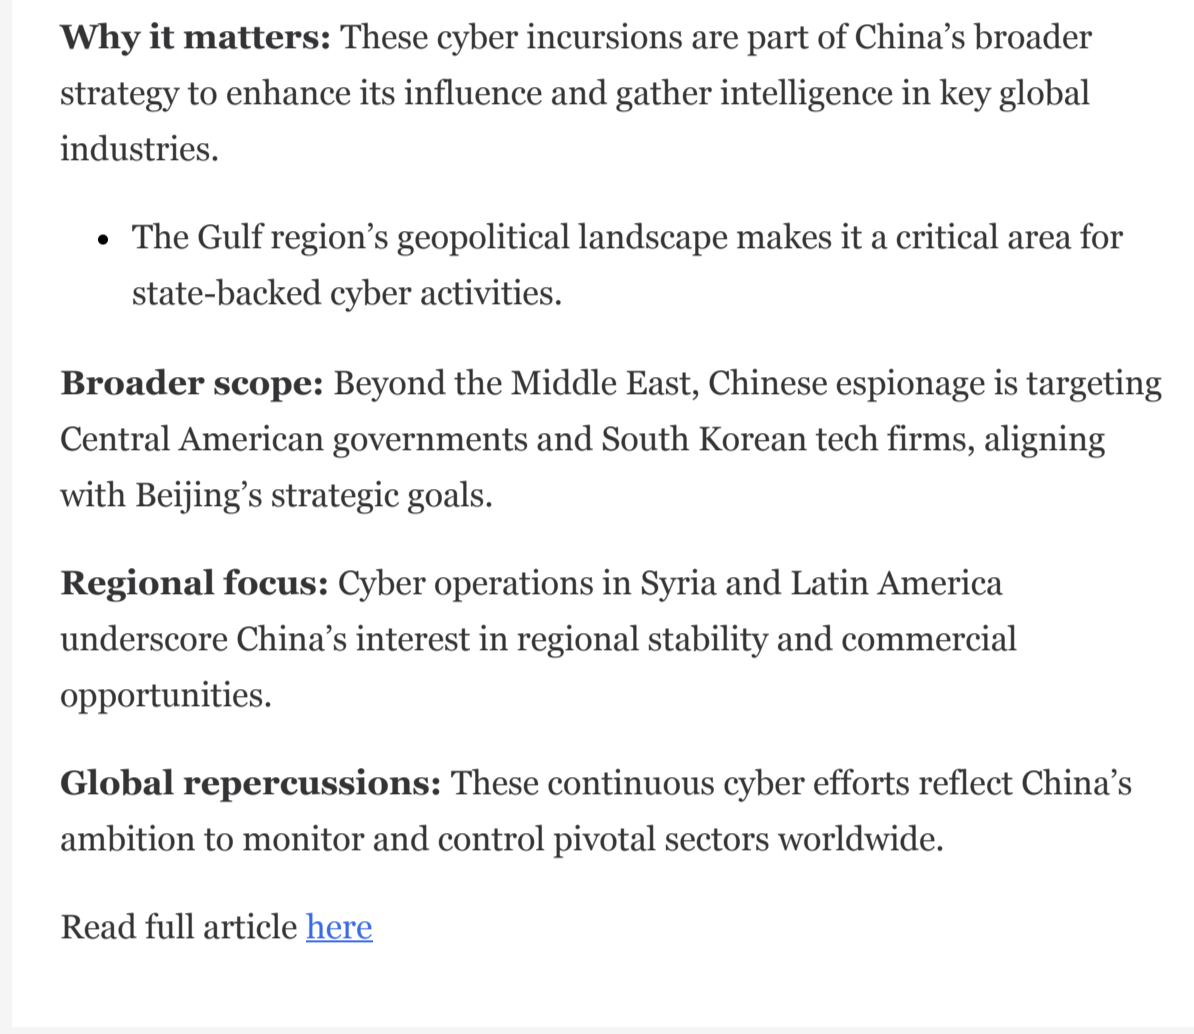 Why it matters: These cyber incursions are part of China’s broader
strategy to enhance its influence and gather intelligence in key global
industries.
• The Gulf region’s geopolitical landscape makes it a critical area for
state-backed cyber activities.
Broader scope: Beyond the Middle East, Chinese espionage is targeting
Central American governments and South Korean tech firms, aligning
with Beijing’s strategic goals.
Regional focus: Cyber operations in Syria and Latin America
underscore China’s interest in regional stability and commercial
opportunities.
Global repercussions: These continuous cyber efforts reflect China’s
ambition to monitor and control pivotal sectors worldwide.
Read full article here